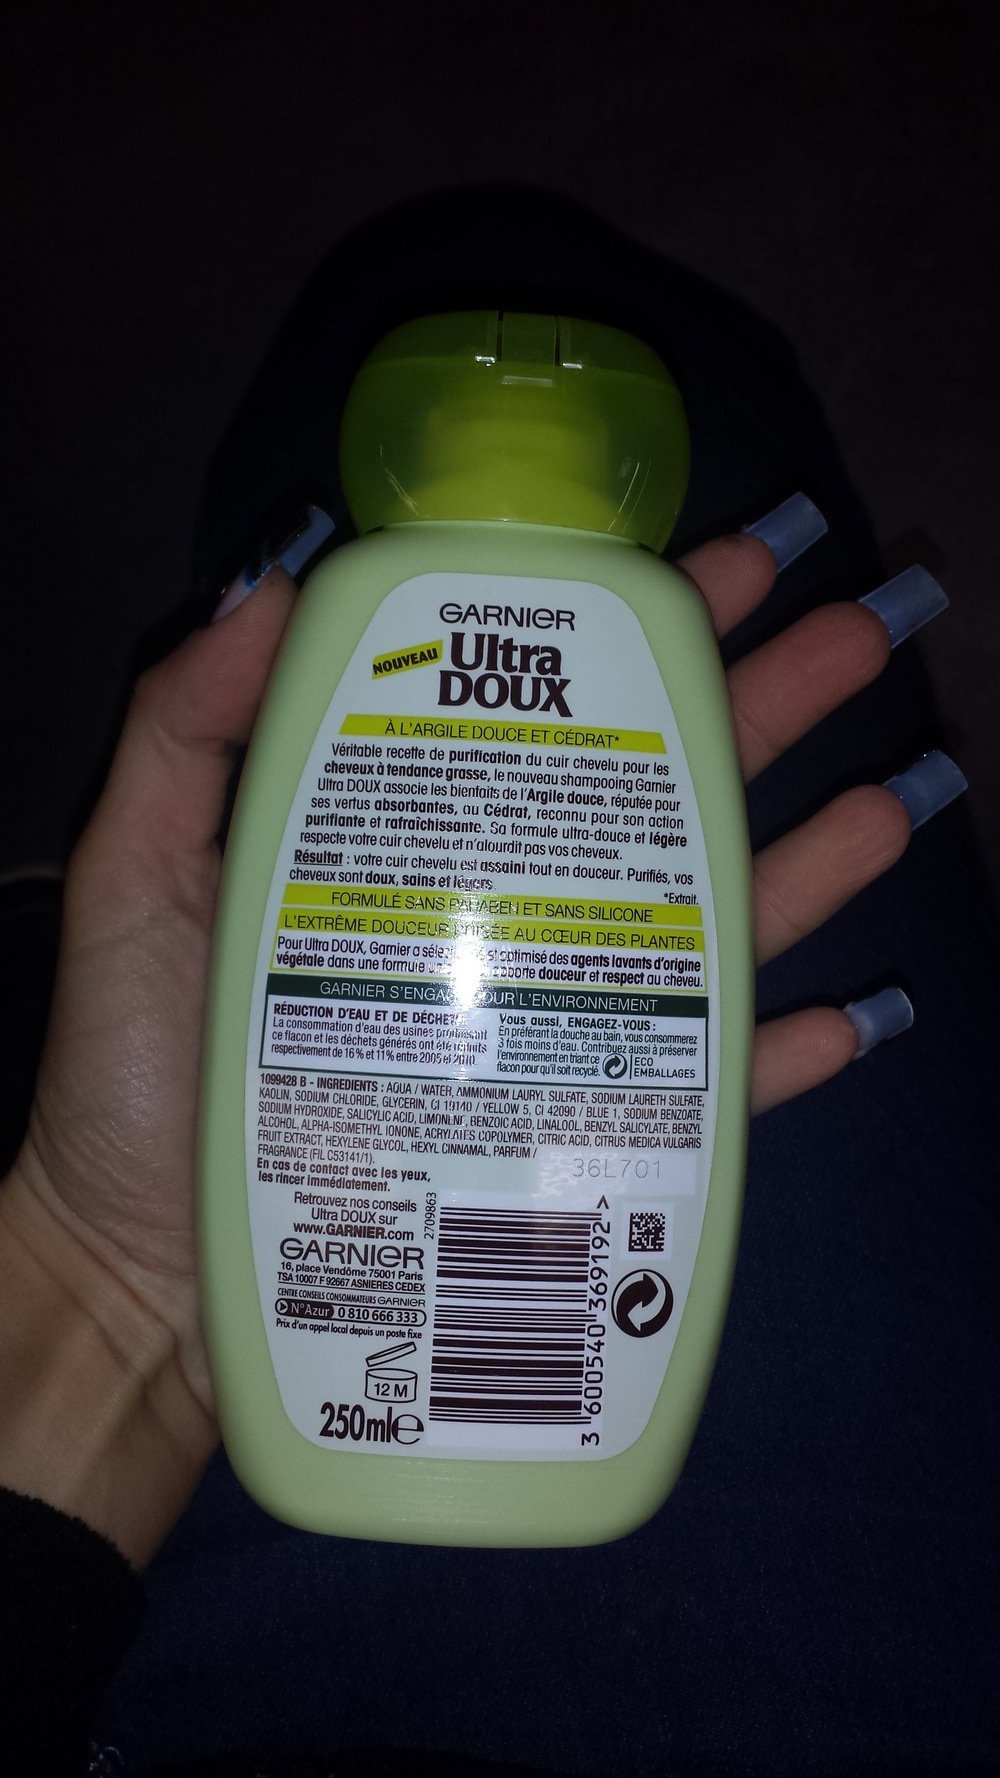 GARNIER
NOUVEAU
Ultra
DOUX
À L'ARGILE DOUCE ET CÉDRAT*
Véritable recette de purification du cuir chevelu pour les
cheveux à tendance grasse, le nouveau shampooing Garnier
Ultra DOUX associe les bienfaits de l'Argile douce, réputée pour
ses vertus absorbantes, au Cédrat, reconnu pour son action
purifiante et rafraîchissante. Sa formule ultra-douce et légère
respecte votre cuir chevelu et n'alourdit pas vos cheveux.
Résultat : votre cuir chevelu est assaini tout en douceur. Purifiés, vos
cheveux sont doux, sains et légers.
*Extrait.
FORMULÉ SANS PARABEN ET SANS SILICONE
L'EXTRÊME DOUCEUR PUISÉE AU CŒUR DES PLANTES
Pour Ultra DOUX, Garnier a optimisé des agents lavants d'origine
végétale dans une formule apporte douceur et respect au cheveu.
GARNIER S'ENGAGE POUR L'ENVIRONNEMENT
RÉDUCTION D'EAU ET DE DÉCHETS
La consommation d'eau des usines produisant
ce flacon et les déchets générés ont été réduits
respectivement de 16% et 11% entre 2005 et 2010.
Vous aussi, ENGAGEZ-VOUS :
En préférant la douche au bain, vous consommerez
3 fois moins d'eau. Contribuez aussi à préserver
l'environnement en triant ce
flacon pour qu'il soit recyclé.
ECO
EMBALLAGES
1099428 B - INGREDIENTS : AQUA / WATER, AMMONIUM LAURYL SULFATE, SODIUM LAURETH SULFATE,
KAOLIN, SODIUM CHLORIDE, GLYCERIN, CI 19140 / YELLOW 5, CI 42090 / BLUE 1, SODIUM BENZOATE,
SODIUM HYDROXIDE, SALICYLIC ACID, LIMONENE, BENZOIC ACID, LINALOOL, BENZYL SALICYLATE, BENZYL
ALCOHOL, ALPHA-ISOMETHYL IONONE, ACRYLATES COPOLYMER, CITRIC ACID, CITRUS MEDICA VULGARIS
FRUIT EXTRACT, HEXYLENE GLYCOL, HEXYL CINNAMAL, PARFUM /
FRAGRANCE (FIL C53141/1).
36L701
En cas de contact avec les yeux,
les rincer immédiatement.
Retrouvez nos conseils
Ultra DOUX sur
www.GARNIER.com
GARNIER
16, place Vendôme 75001 Paris
TSA 10007 F 92667 ASNIERES CEDEX
CENTRE CONSEILS CONSOMMATEURS GARNIER
N° Azur 0 810 666 333
Prix d'un appel local depuis un poste fixe
12 M
250ml e
2709863
3 600540 369192 >